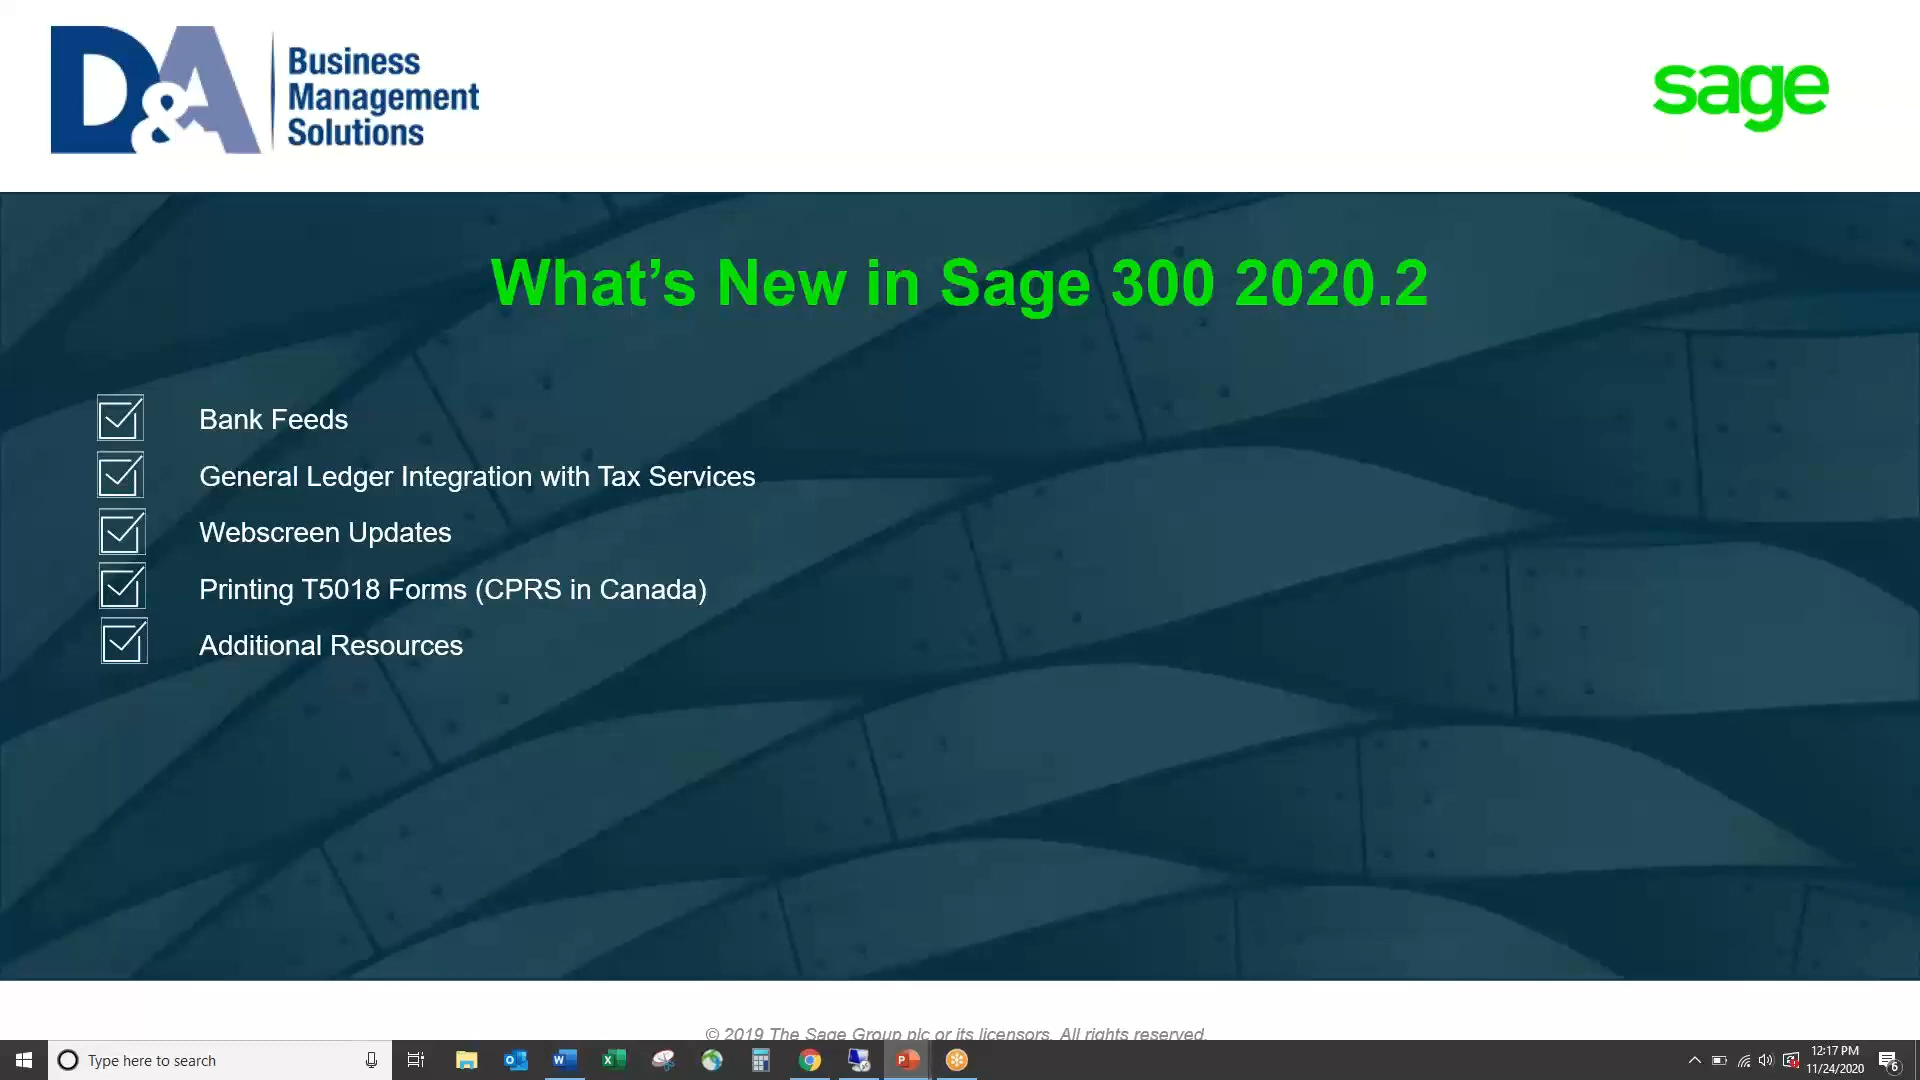 D&A
Business
Management
Solutions
sage
What’s New in Sage 300 2020.2
Bank Feeds
General Ledger Integration with Tax Services
Webscreen Updates
Printing T5018 Forms (CPRS in Canada)
Additional Resources
© 2019 The Sage Group plc or its licensors. All rights reserved.
Type here to search
12:17 PM
11/24/2020
6